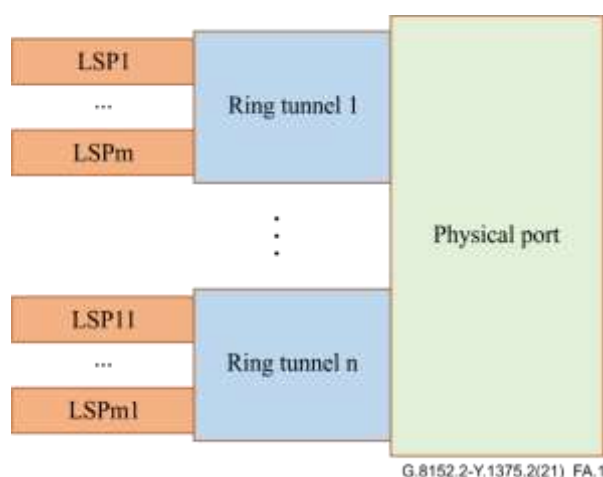 LSP1
...
LSPm
Ring tunnel 1
⋮
Physical port
LSP11
...
LSPm1
Ring tunnel n
G.8152.2-Y.1375.2(21)_FA.1